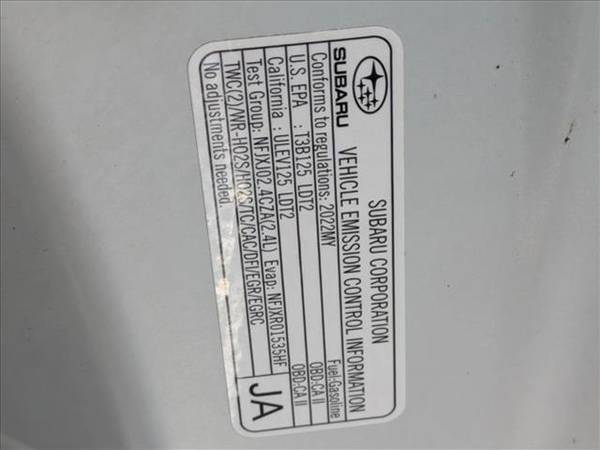 SUBARU CORPORATION
SUBARU VEHICLE EMISSION CONTROL INFORMATION
Conforms to regulations: 2022MY Fuel:Gasoline
U.S. EPA : T3B125 LDT2 OBD:CA II
California : ULEV125 LDT2 OBD:CA II
Test Group: NFJXJ02.4CZA(2.4L) Evap: NFJXR01535HF
TWC(2)/WR-HO2S/HO2S/TC/CAC/DFI/EGR/EGRC
No adjustments needed.
JA